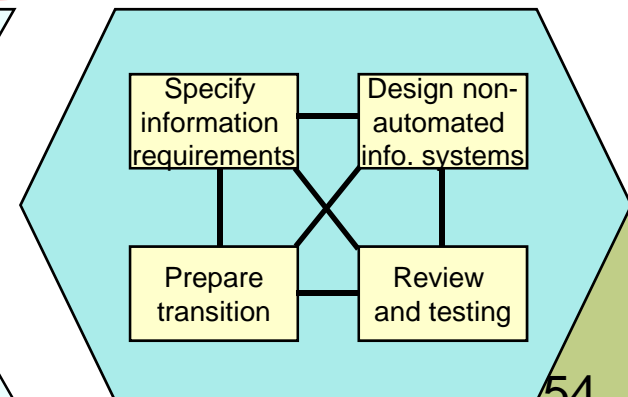 Specify
information
requirements
Design non-
automated
info. systems
Prepare
transition
Review
and testing
54